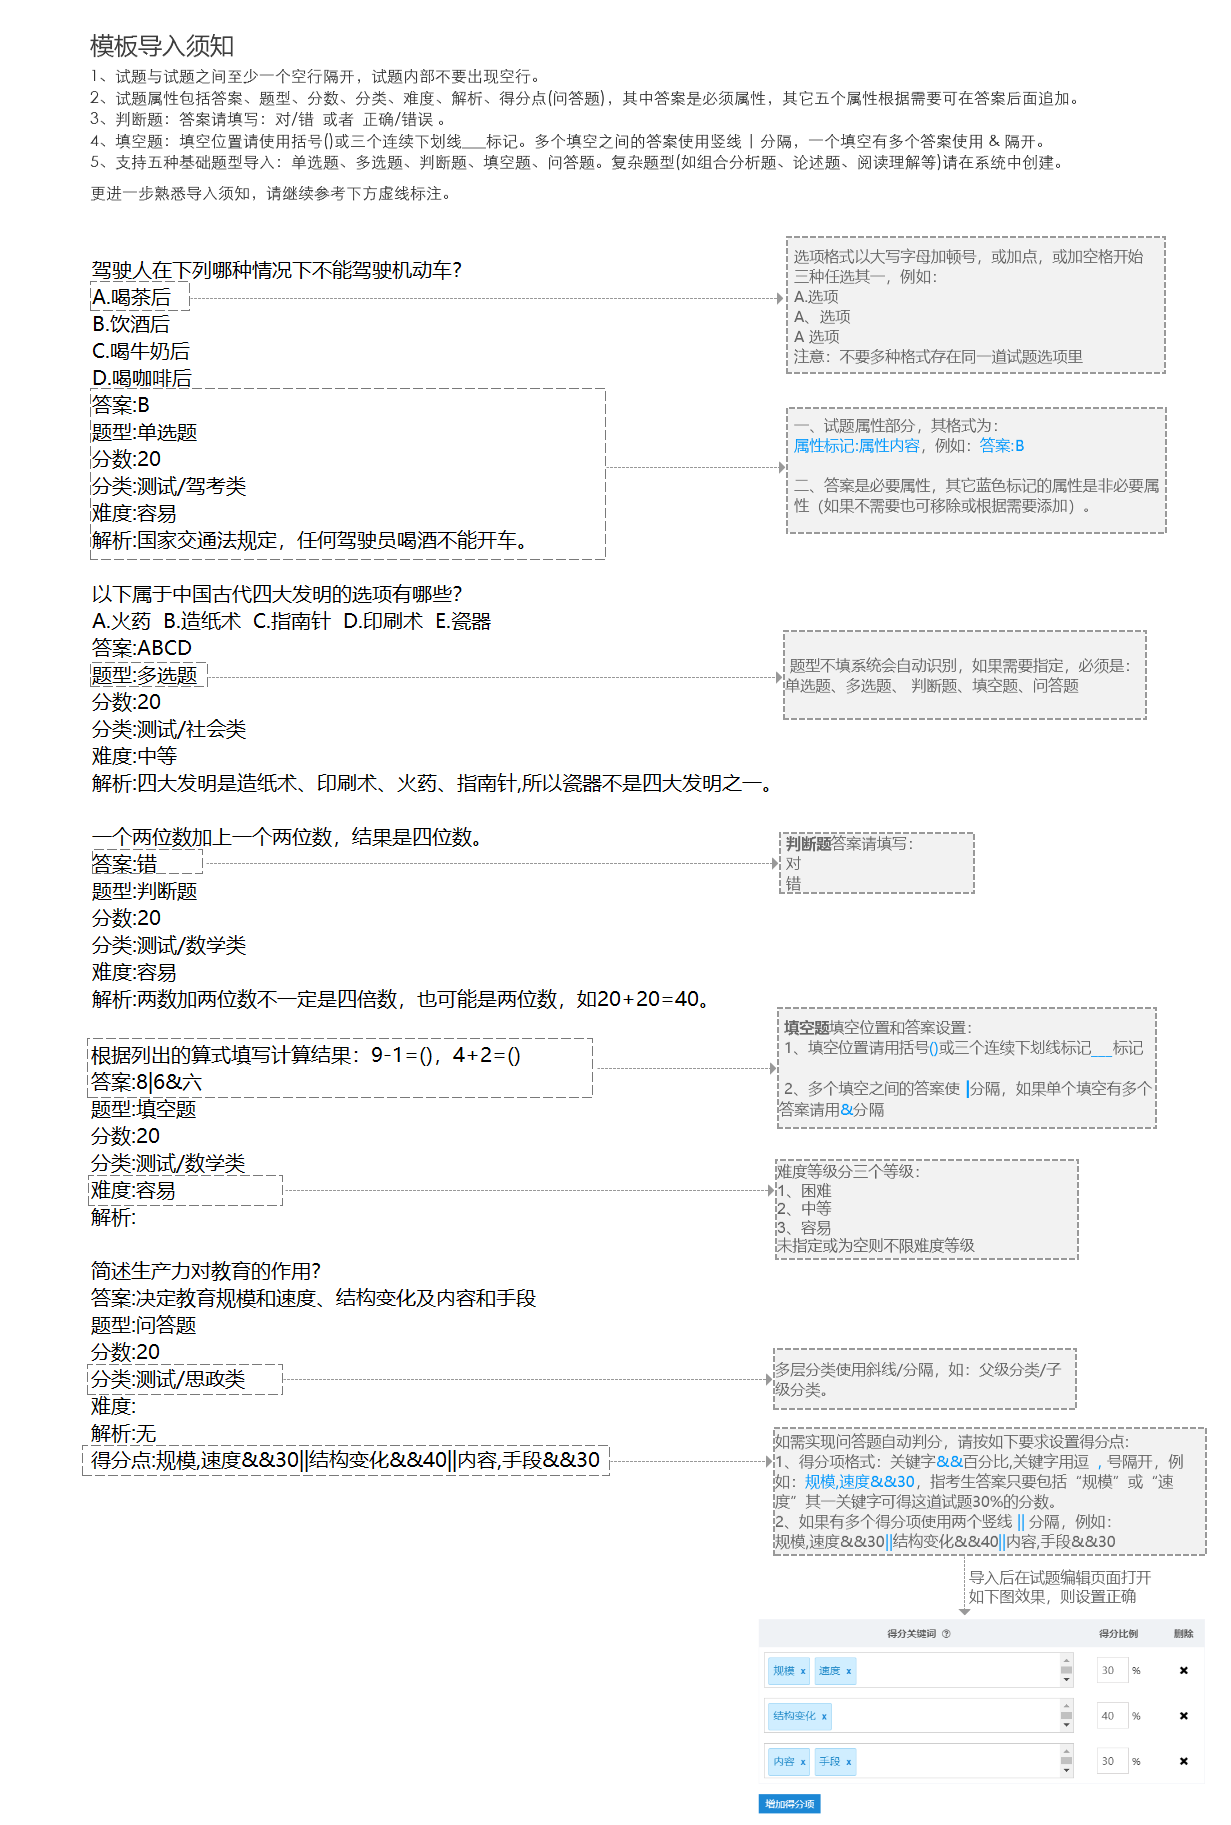 模板导入须知
1、试题与试题之间至少一个空行隔开，试题内部不要出现空行。
2、试题属性包括答案、题型、分数、分类、难度、解析、得分点(问答题)，其中答案是必须属性，其它五个属性根据需要可在答案后面追加。
3、判断题：答案请填写：对/错 或者 正确/错误 。
4、填空题：填空位置请使用括号()或三个连续下划线___标记。多个填空之间的答案使用竖线 | 分隔，一个填空有多个答案使用 & 隔开。
5、支持五种基础题型导入：单选题、多选题、判断题、填空题、问答题。复杂题型(如组合分析题、论述题、阅读理解等)请在系统中创建。
更进一步熟悉导入须知，请继续参考下方虚线标注。
驾驶人在下列哪种情况下不能驾驶机动车?
A.喝茶后
B.饮酒后
C.喝牛奶后
D.喝咖啡后
答案:B
题型:单选题
分数:20
分类:测试/驾考类
难度:容易
解析:国家交通法规定，任何驾驶员喝酒不能开车。
选项格式以大写字母加顿号，或加点，或加空格开始
三种任选其一，例如：
A.选项
A、选项
A 选项
注意：不要多种格式存在同一道试题选项里
一、试题属性部分，其格式为：
属性标记:属性内容，例如：答案:B
二、答案是必要属性，其它蓝色标记的属性是非必要属
性（如果不需要也可移除或根据需要添加）。
以下属于中国古代四大发明的选项有哪些?
A.火药 B.造纸术 C.指南针 D.印刷术 E.瓷器
答案:ABCD
题型:多选题
分数:20
分类:测试/社会类
难度:中等
解析:四大发明是造纸术、印刷术、火药、指南针,所以瓷器不是四大发明之一。
题型不填系统会自动识别，如果需要指定，必须是：
单选题、多选题、 判断题、填空题、问答题
一个两位数加上一个两位数，结果是四位数。
答案:错
题型:判断题
分数:20
分类:测试/数学类
难度:容易
解析:两数加两位数不一定是四倍数，也可能是两位数，如20+20=40。
判断题答案请填写：
对
错
根据列出的算式填写计算结果：9-1=()，4+2=()
答案:8|6&六
题型:填空题
分数:20
分类:测试/数学类
难度:容易
解析:
填空题填空位置和答案设置：
1、填空位置请用括号()或三个连续下划线标记___标记
2、多个填空之间的答案使 |分隔，如果单个填空有多个
答案请用&分隔
难度等级分三个等级：
1、困难
2、中等
3、容易
未指定或为空则不限难度等级
简述生产力对教育的作用?
答案:决定教育规模和速度、结构变化及内容和手段
题型:问答题
分数:20
分类:测试/思政类
难度:
解析:无
得分点:规模,速度&&30||结构变化&&40||内容,手段&&30
多层分类使用斜线/分隔，如：父级分类/子
级分类。
如需实现问答题自动判分，请按如下要求设置得分点:
1、得分项格式：关键字&&百分比,关键字用逗 , 号隔开，例
如：规模,速度&&30，指考生答案只要包括“规模”或“速
度”其一关键字可得这道试题30%的分数。
2、如果有多个得分项使用两个竖线 || 分隔，例如：
规模,速度&&30||结构变化&&40||内容,手段&&30
导入后在试题编辑页面打开
如下图效果，则设置正确
得分关键词 ? 得分比例 删除
规模 x 速度 x 30 %
结构变化 x 40 %
内容 x 手段 x 30 %
增加得分项